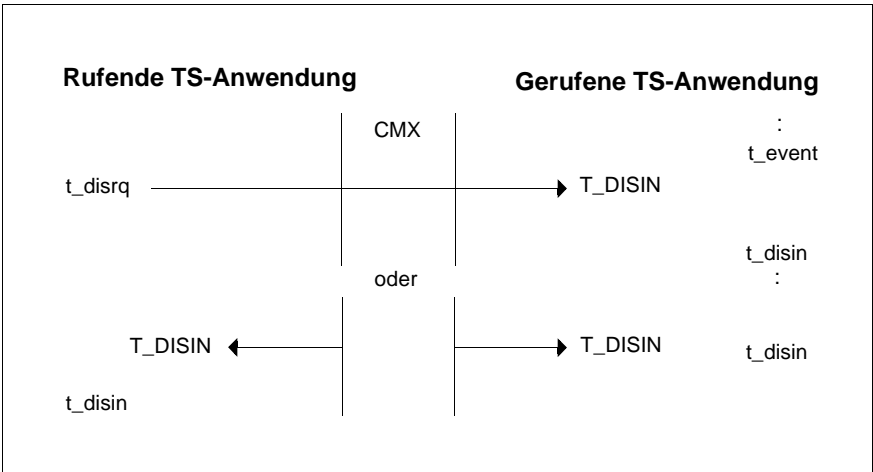 Rufende TS-Anwendung
Gerufene TS-Anwendung
CMX
:
t_event
t_disrq
T_DISIN
t_disin
:
oder
T_DISIN
T_DISIN
t_disin
t_disin